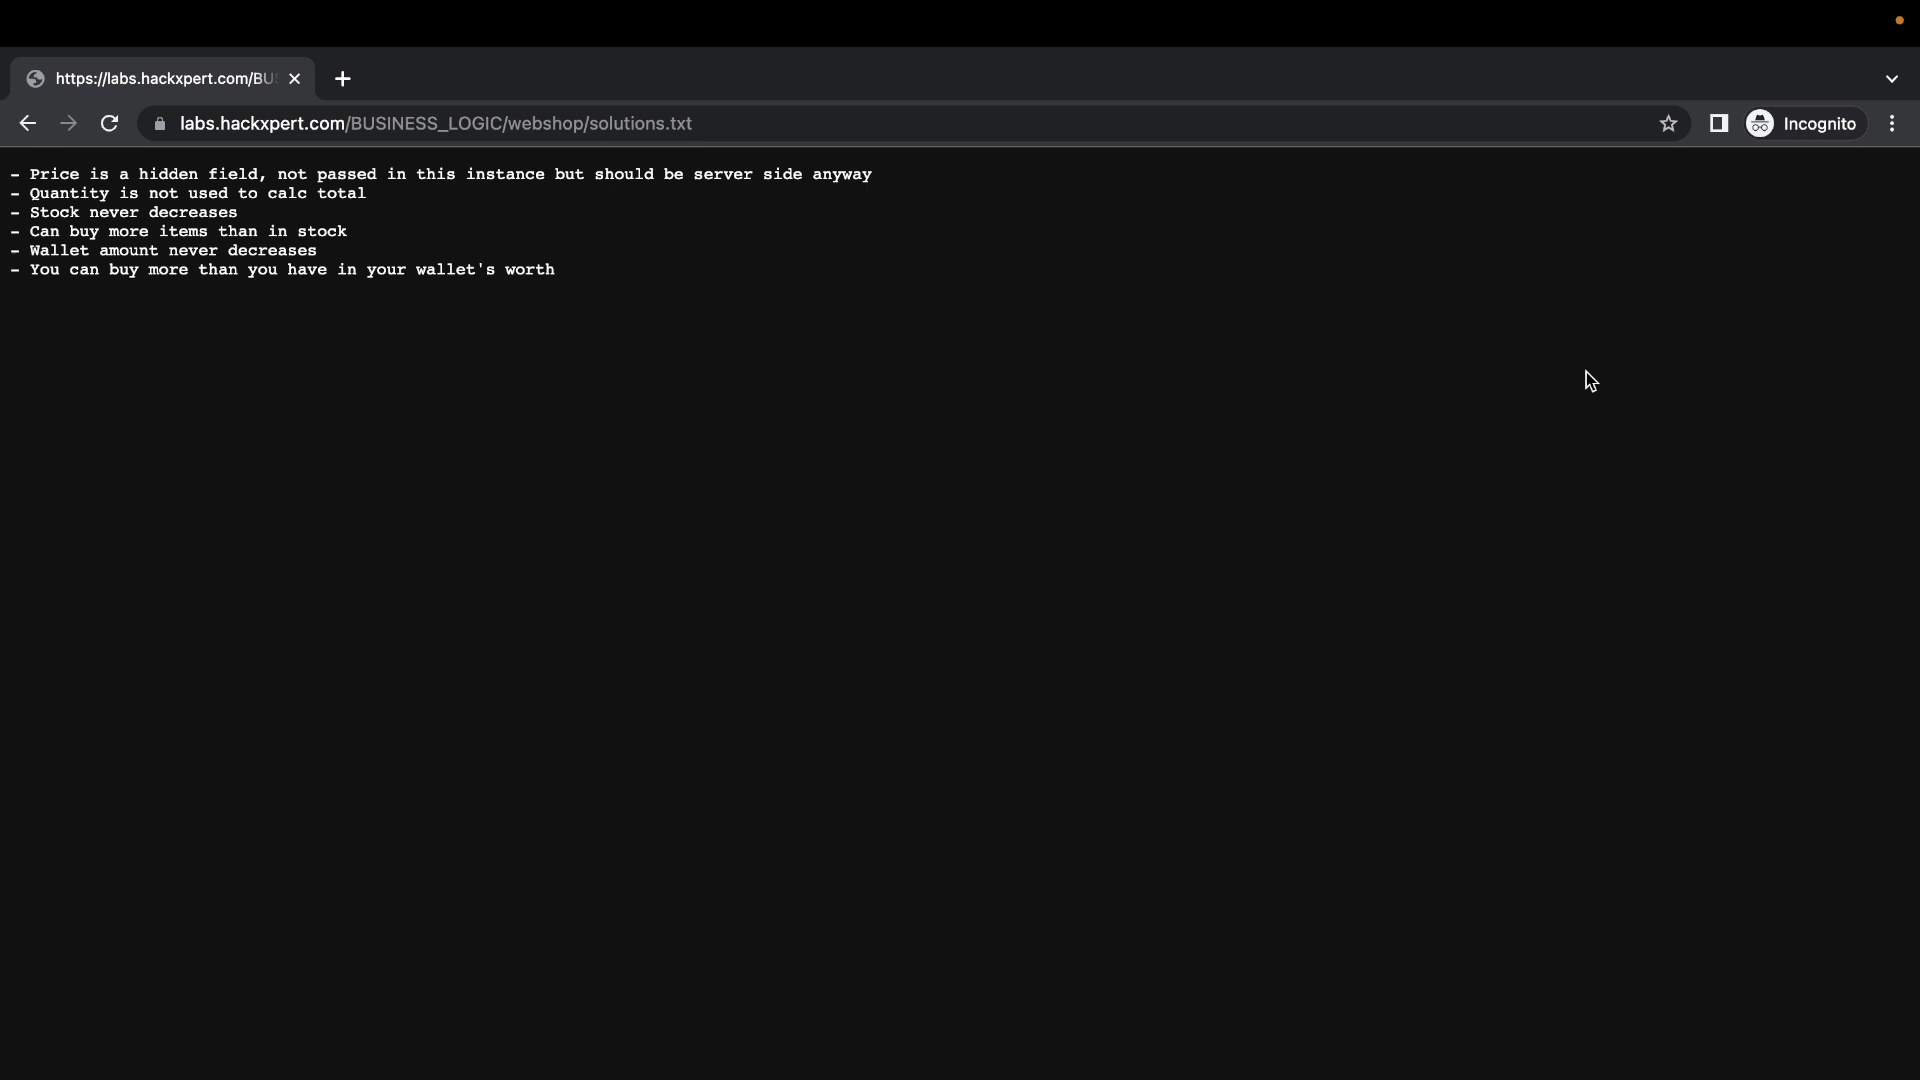 https://labs.hackxpert.com/BUS
labs.hackxpert.com/BUSINESS_LOGIC/webshop/solutions.txt
Incognito
- Price is a hidden field, not passed in this instance but should be server side anyway
- Quantity is not used to calc total
- Stock never decreases
- Can buy more items than in stock
- Wallet amount never decreases
- You can buy more than you have in your wallet's worth